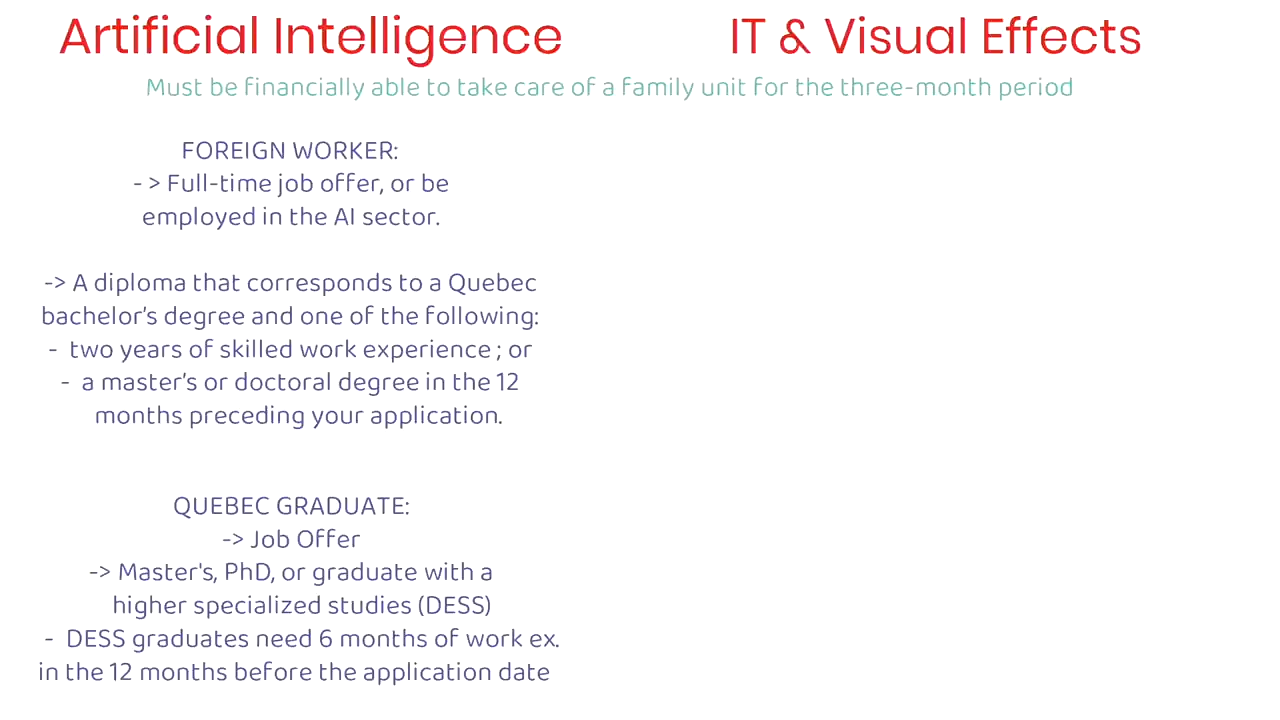 Artificial Intelligence
IT & Visual Effects
Must be financially able to take care of a family unit for the three-month period
FOREIGN WORKER:
- > Full-time job offer, or be
employed in the AI sector.
-> A diploma that corresponds to a Quebec
bachelor's degree and one of the following:
- two years of skilled work experience ; or
- a master's or doctoral degree in the 12
months preceding your application.
QUEBEC GRADUATE:
-> Job Offer
-> Master's, PhD, or graduate with a
higher specialized studies (DESS)
- DESS graduates need 6 months of work ex.
in the 12 months before the application date